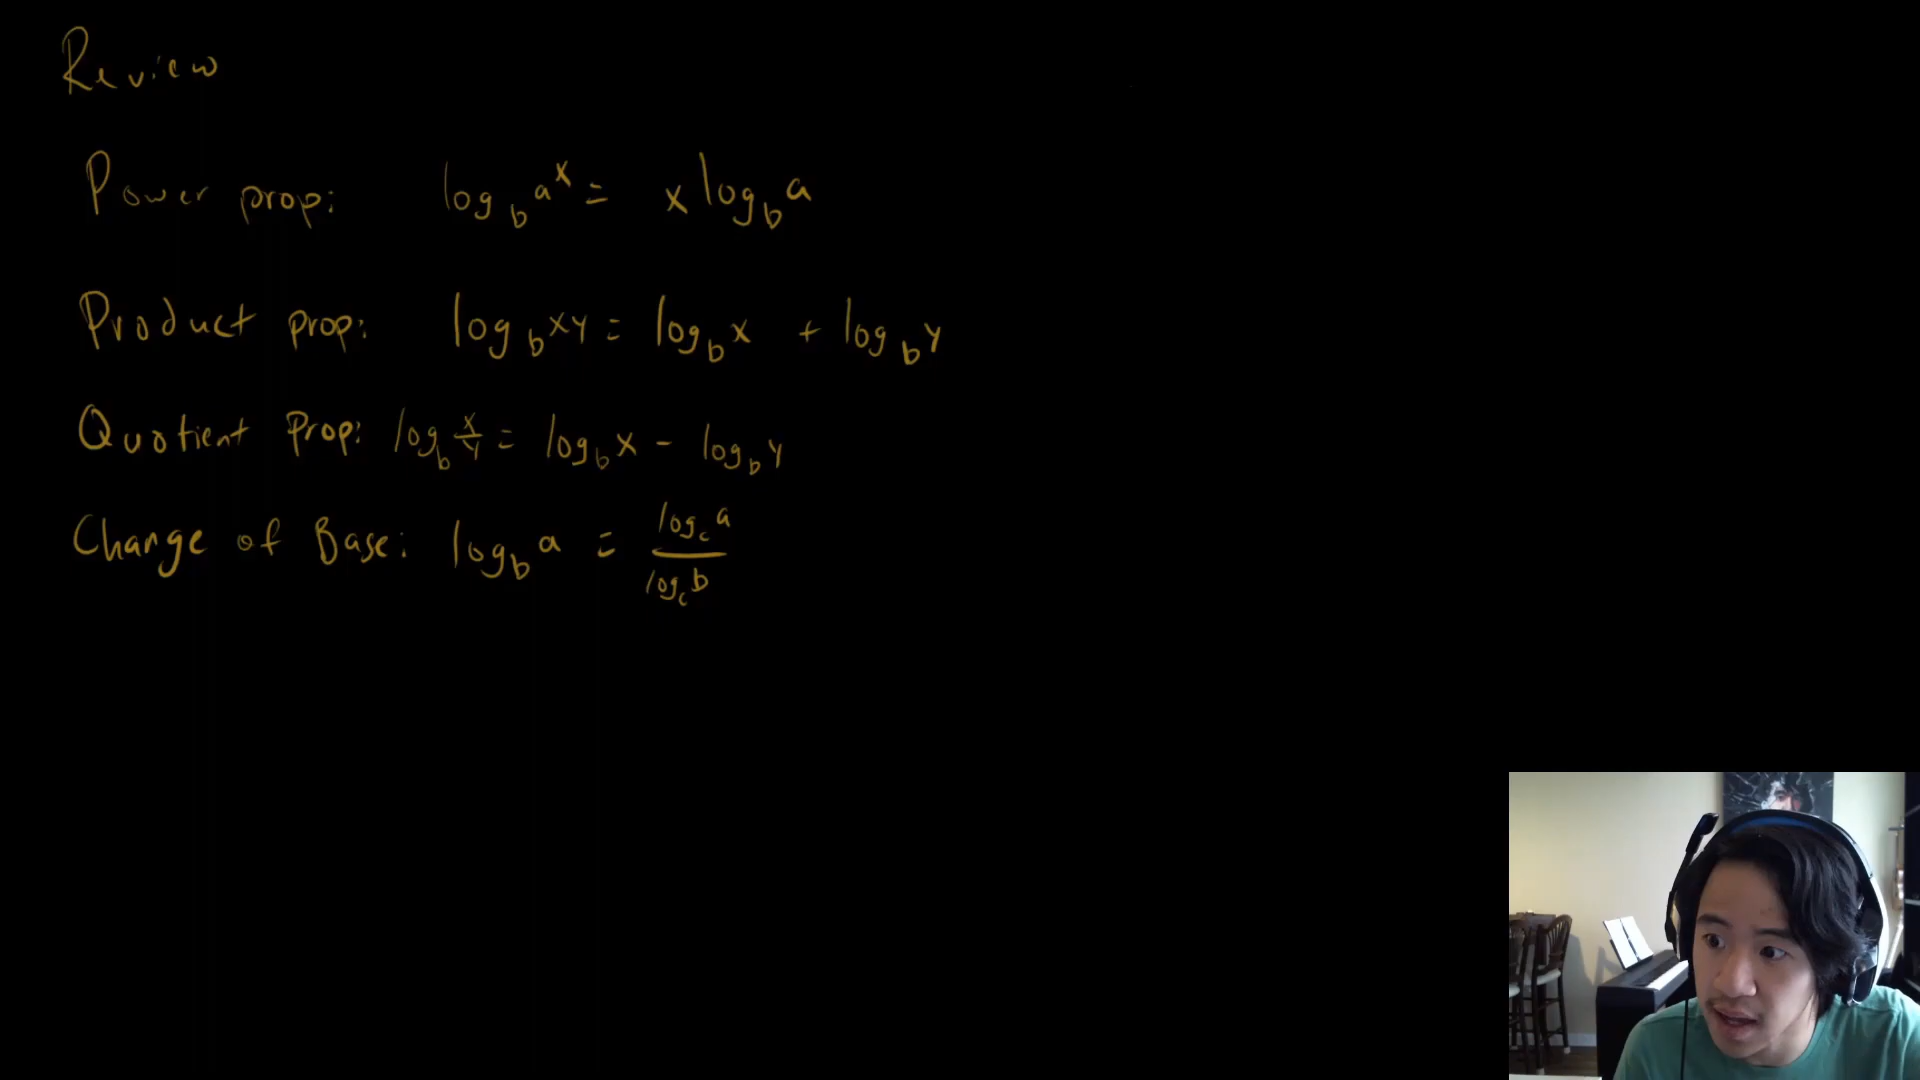 Review
Power prop: log_b a^x = x log_b a
Product prop: log_b xy = log_b x + log_b y
Quotient Prop: log_b x/y = log_b x - log_b y
Change of Base: log_b a = log_c a / log_c b